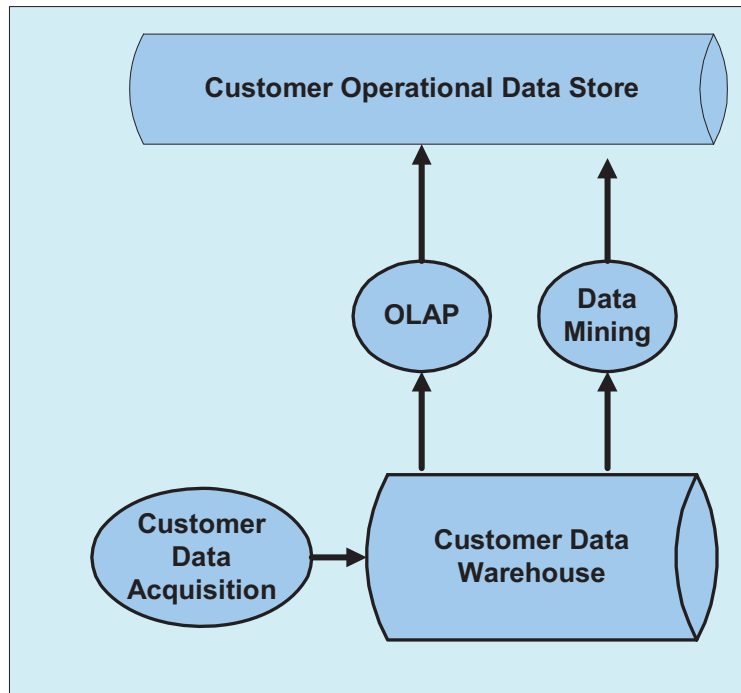 Customer Operational Data Store
OLAP
Data
Mining
Customer
Data
Acquisition
Customer Data
Warehouse